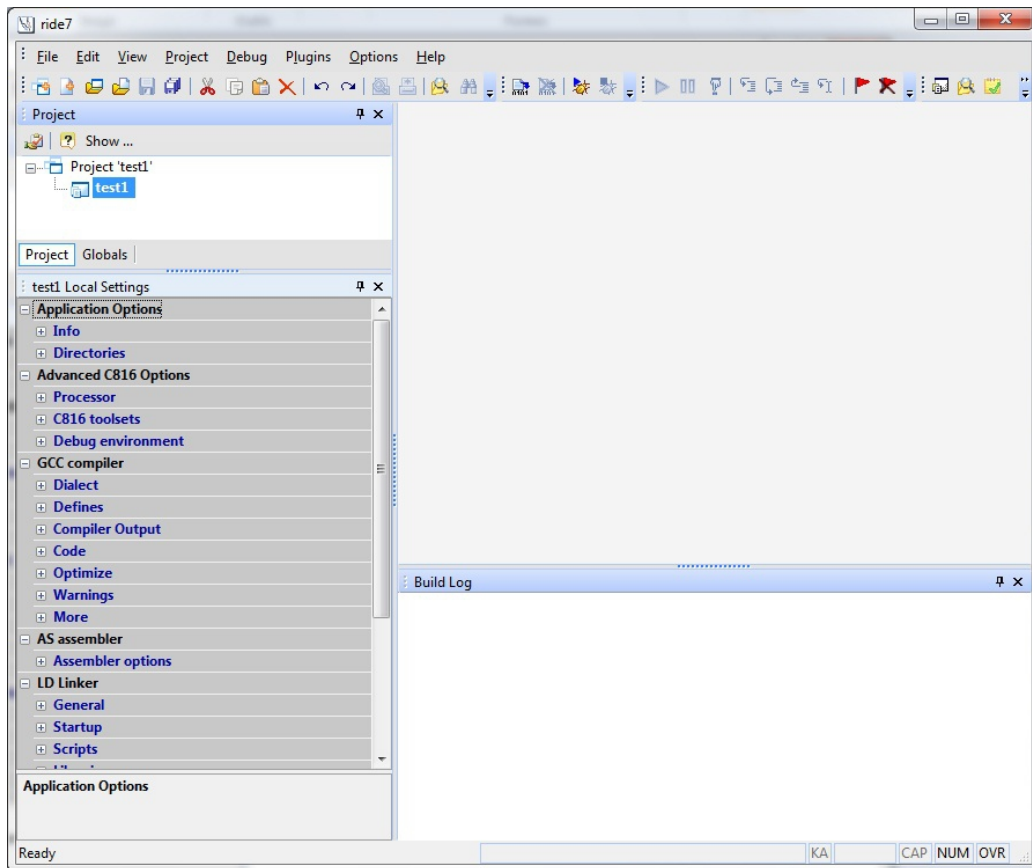 ride7
File Edit View Project Debug Plugins Options Help
Project
Show ...
Project 'test1'
test1
Project Globals
test1 Local Settings
Application Options
Info
Directories
Advanced C816 Options
Processor
C816 toolsets
Debug environment
GCC compiler
Dialect
Defines
Compiler Output
Code
Optimize
Warnings
More
AS assembler
Assembler options
LD Linker
General
Startup
Scripts
Application Options
Build Log
Ready KA CAP NUM OVR